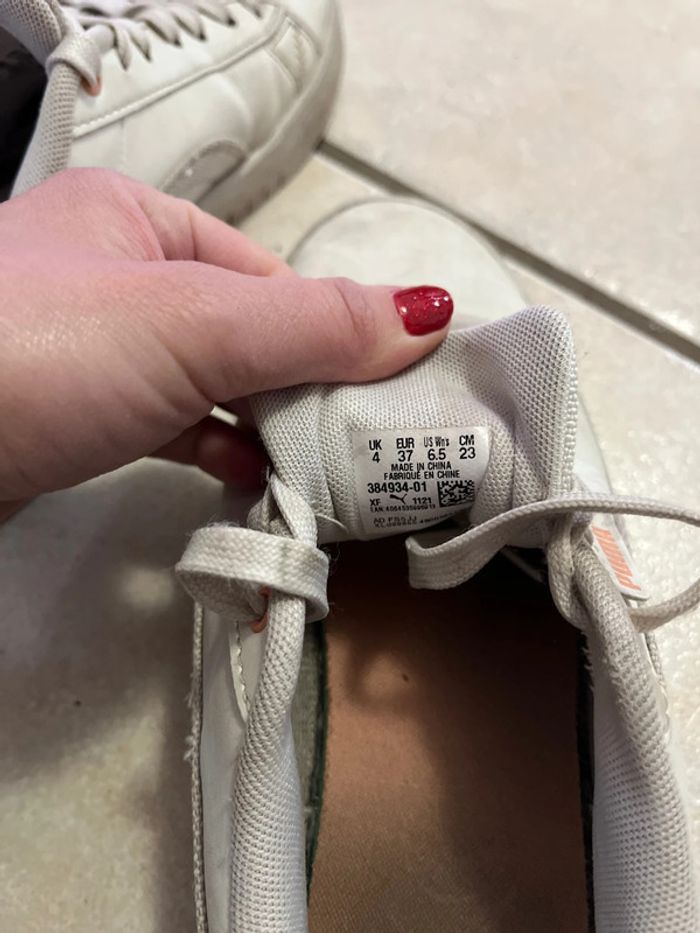 UK EUR US Wn's CM
4 37 6.5 23
MADE IN CHINA
FABRIQUÉ EN CHINE
384934-01
XF 1121
PUMA